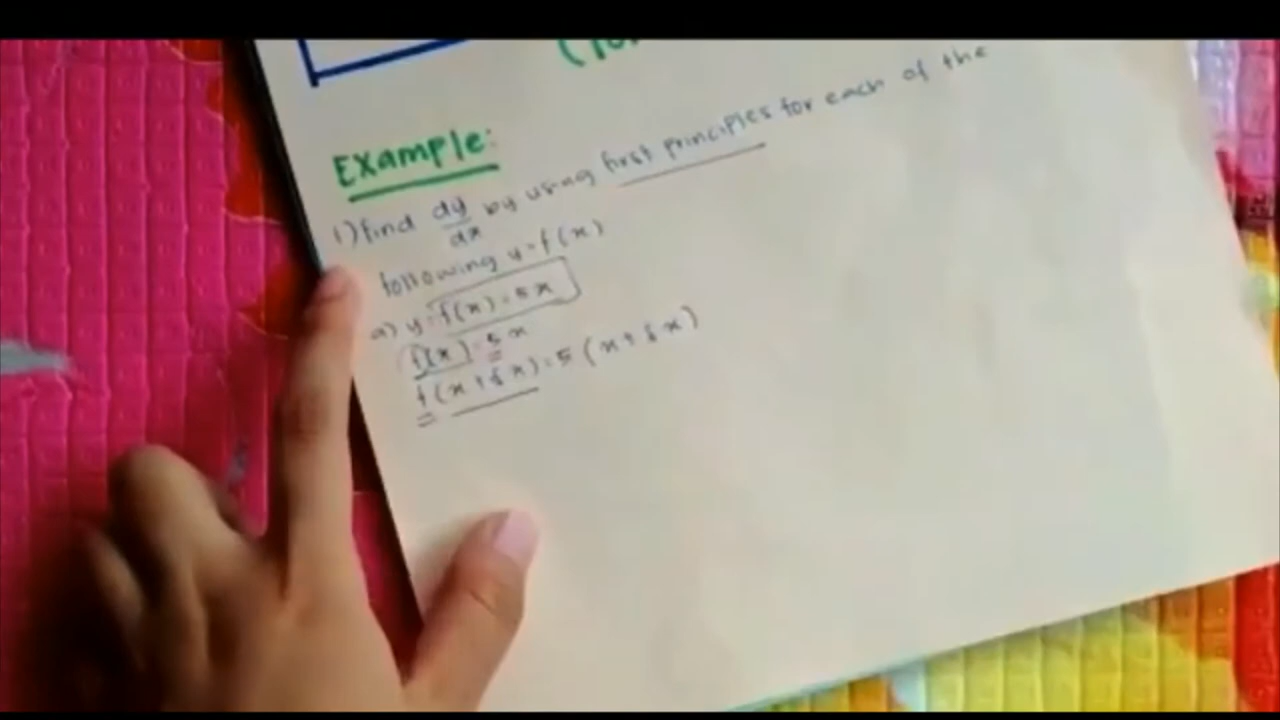 Example:
1) find dy/dx by using first principles for each of the
following y=f(x)
a) y=f(x)=5x
f(x)=5x
f(x+δx)=5(x+δx)